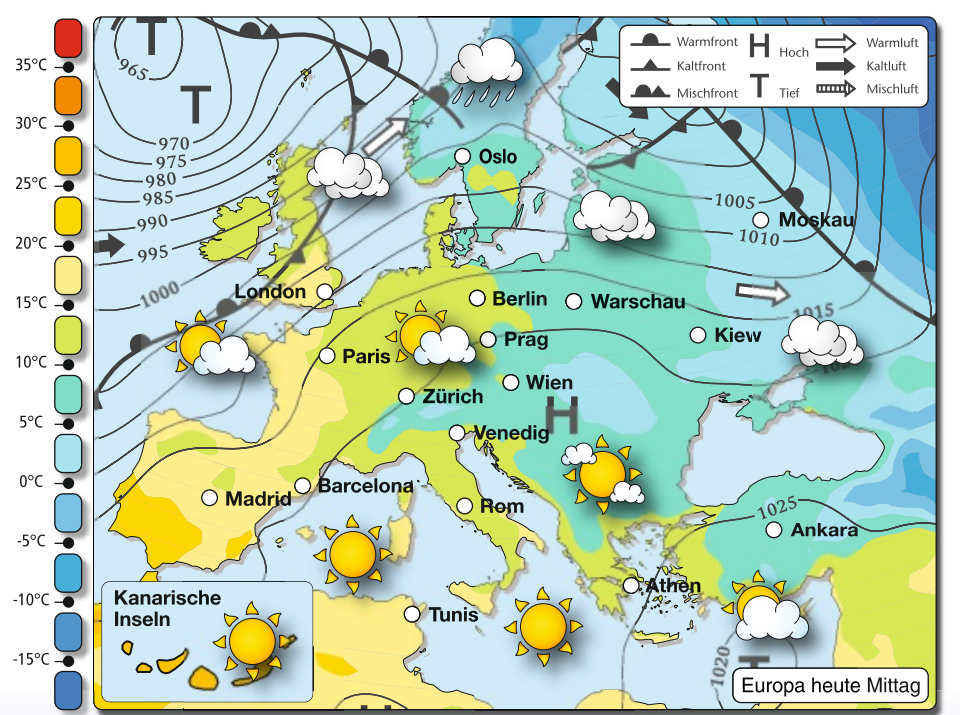 T
965
T
970
975
980
985
990
995
1000
1005
1010
1015
1025
1020
H
T
Warmfront
Kaltfront
Mischfront
H Hoch
T Tief
Warmluft
Kaltluft
Mischluft
35°C
30°C
25°C
20°C
15°C
10°C
5°C
0°C
-5°C
-10°C
-15°C
Oslo
Moskau
London
Berlin
Warschau
Paris
Prag
Kiew
Zürich
Wien
Venedig
Madrid
Barcelona
Rom
Ankara
Athen
Tunis
Kanarische
Inseln
Europa heute Mittag